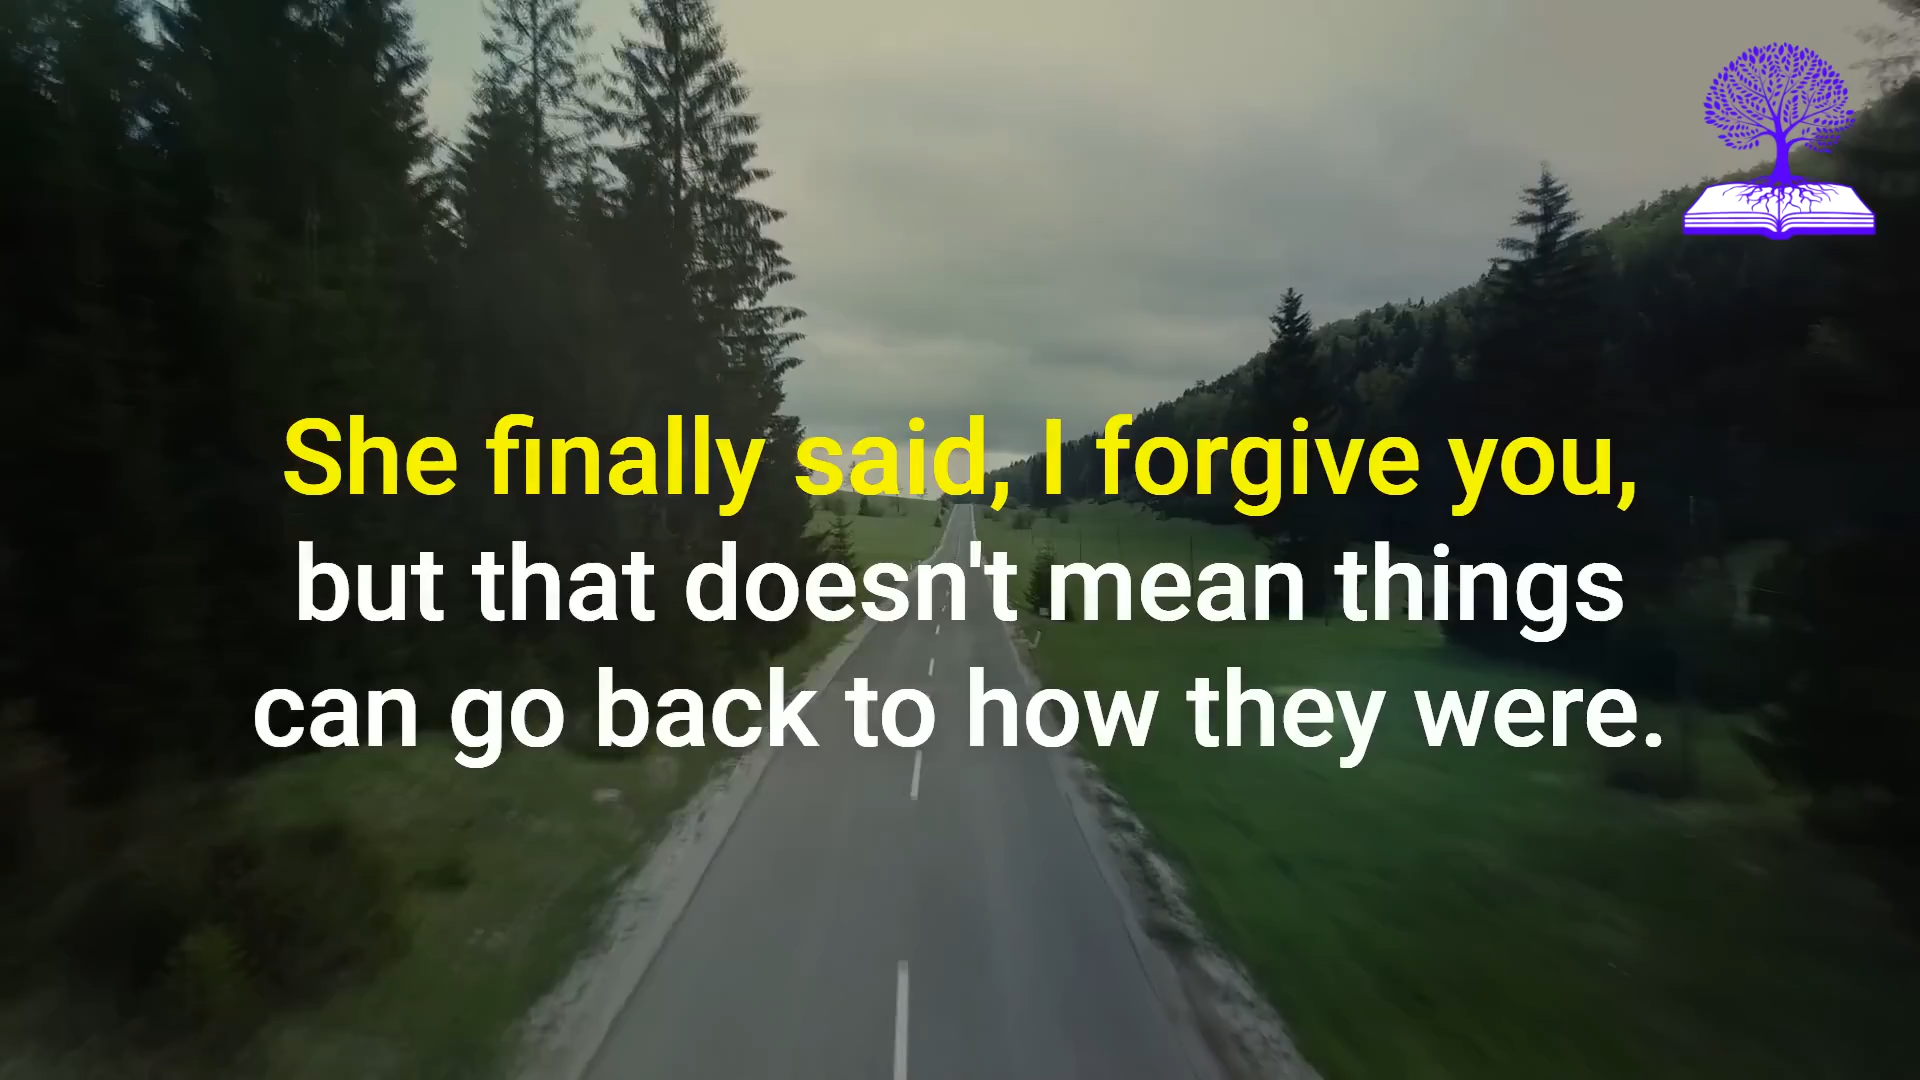 She finally said, I forgive you,
but that doesn't mean things
can go back to how they were.